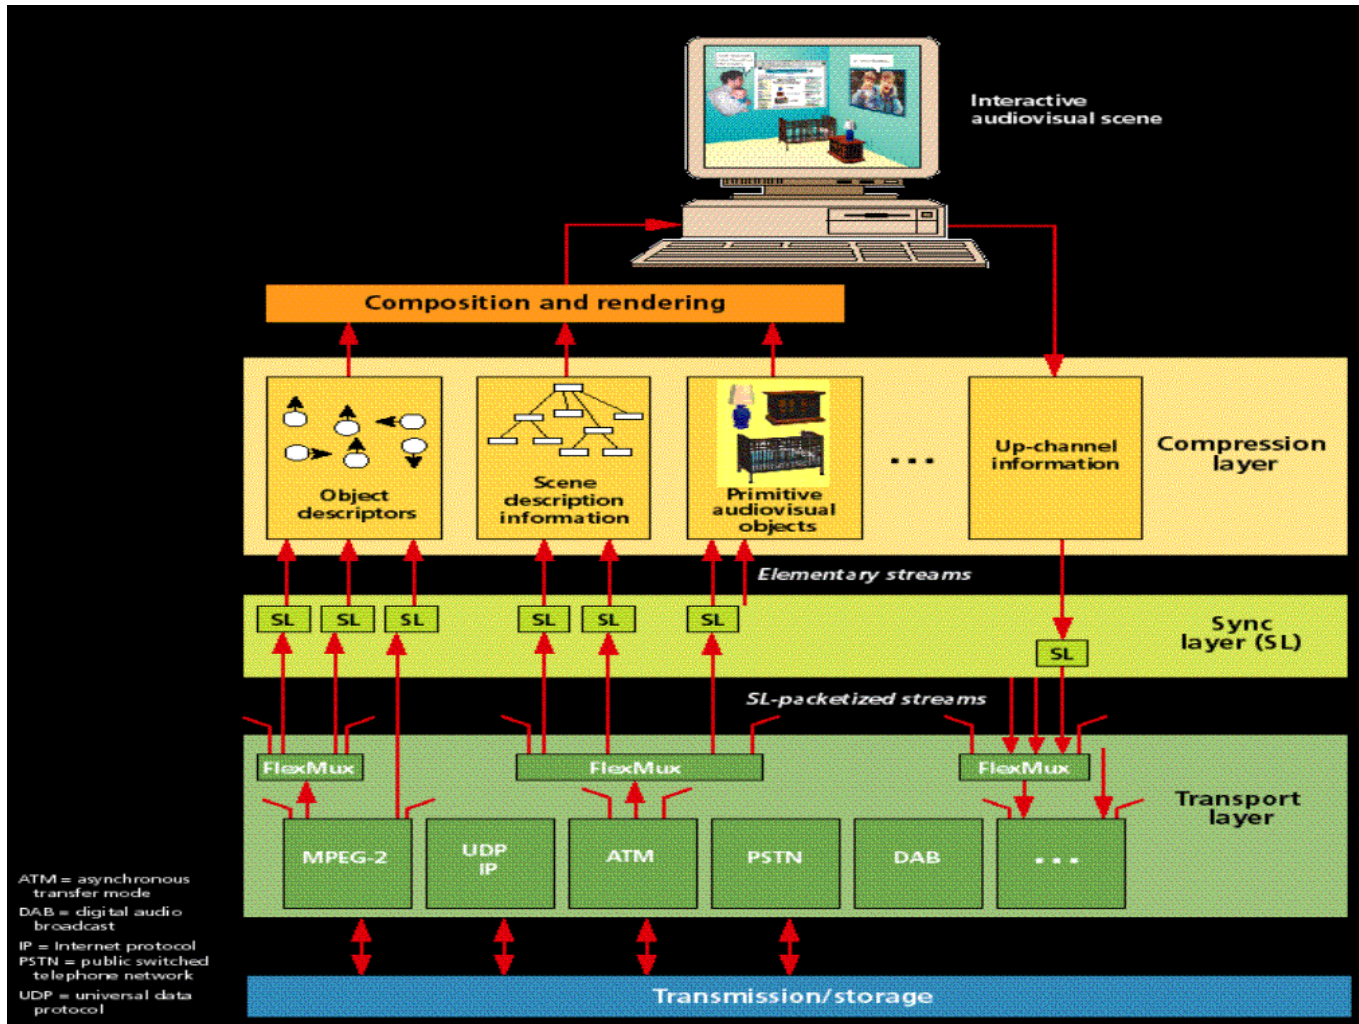 Interactive
audiovisual scene
Composition and rendering
Object
descriptors
Scene
description
information
Primitive
audiovisual
objects
...
Up-channel
information
Compression
layer
Elementary streams
SL
SL
SL
SL
SL
SL
SL
Sync
layer (SL)
SL-packetized streams
FlexMux
FlexMux
FlexMux
Transport
layer
MPEG-2
UDP
IP
ATM
PSTN
DAB
...
ATM = asynchronous
transfer mode
DAB = digital audio
broadcast
IP = Internet protocol
PSTN = public switched
telephone network
UDP = universal data
protocol
Transmission/storage